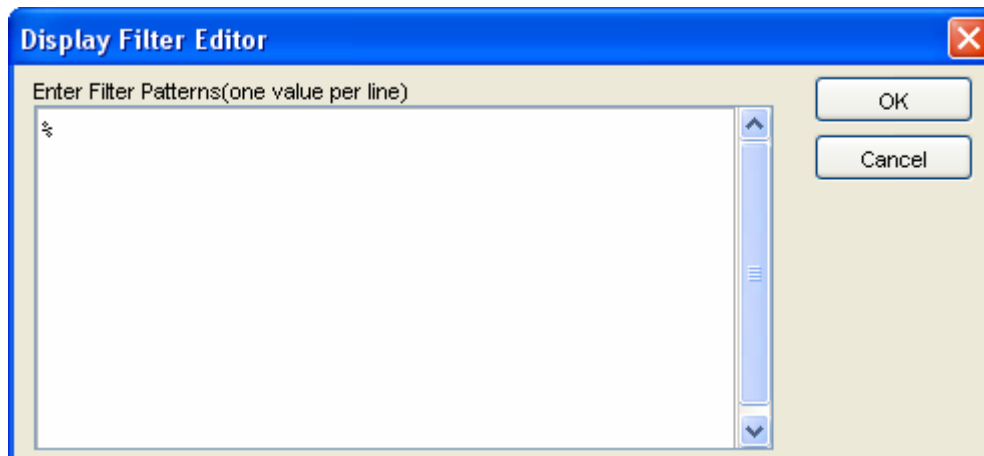 Display Filter Editor
Enter Filter Patterns(one value per line)
%
OK
Cancel